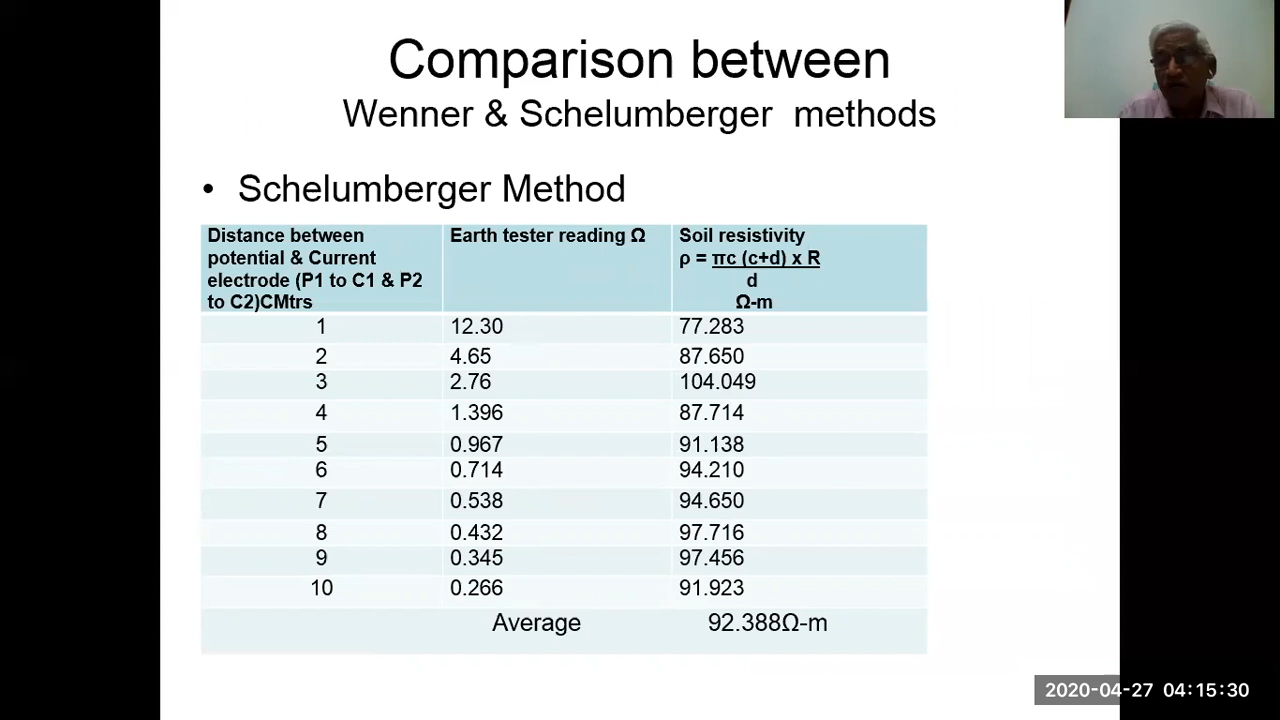 Comparison between
Wenner & Schelumberger methods
• Schelumberger Method
Distance between potential & Current electrode (P1 to C1 & P2 to C2)CMtrs Earth tester reading Ω Soil resistivity ρ = πc (c+d) x R d Ω-m
1 12.30 77.283
2 4.65 87.650
3 2.76 104.049
4 1.396 87.714
5 0.967 91.138
6 0.714 94.210
7 0.538 94.650
8 0.432 97.716
9 0.345 97.456
10 0.266 91.923
Average 92.388Ω-m
2020-04-27 04:15:30